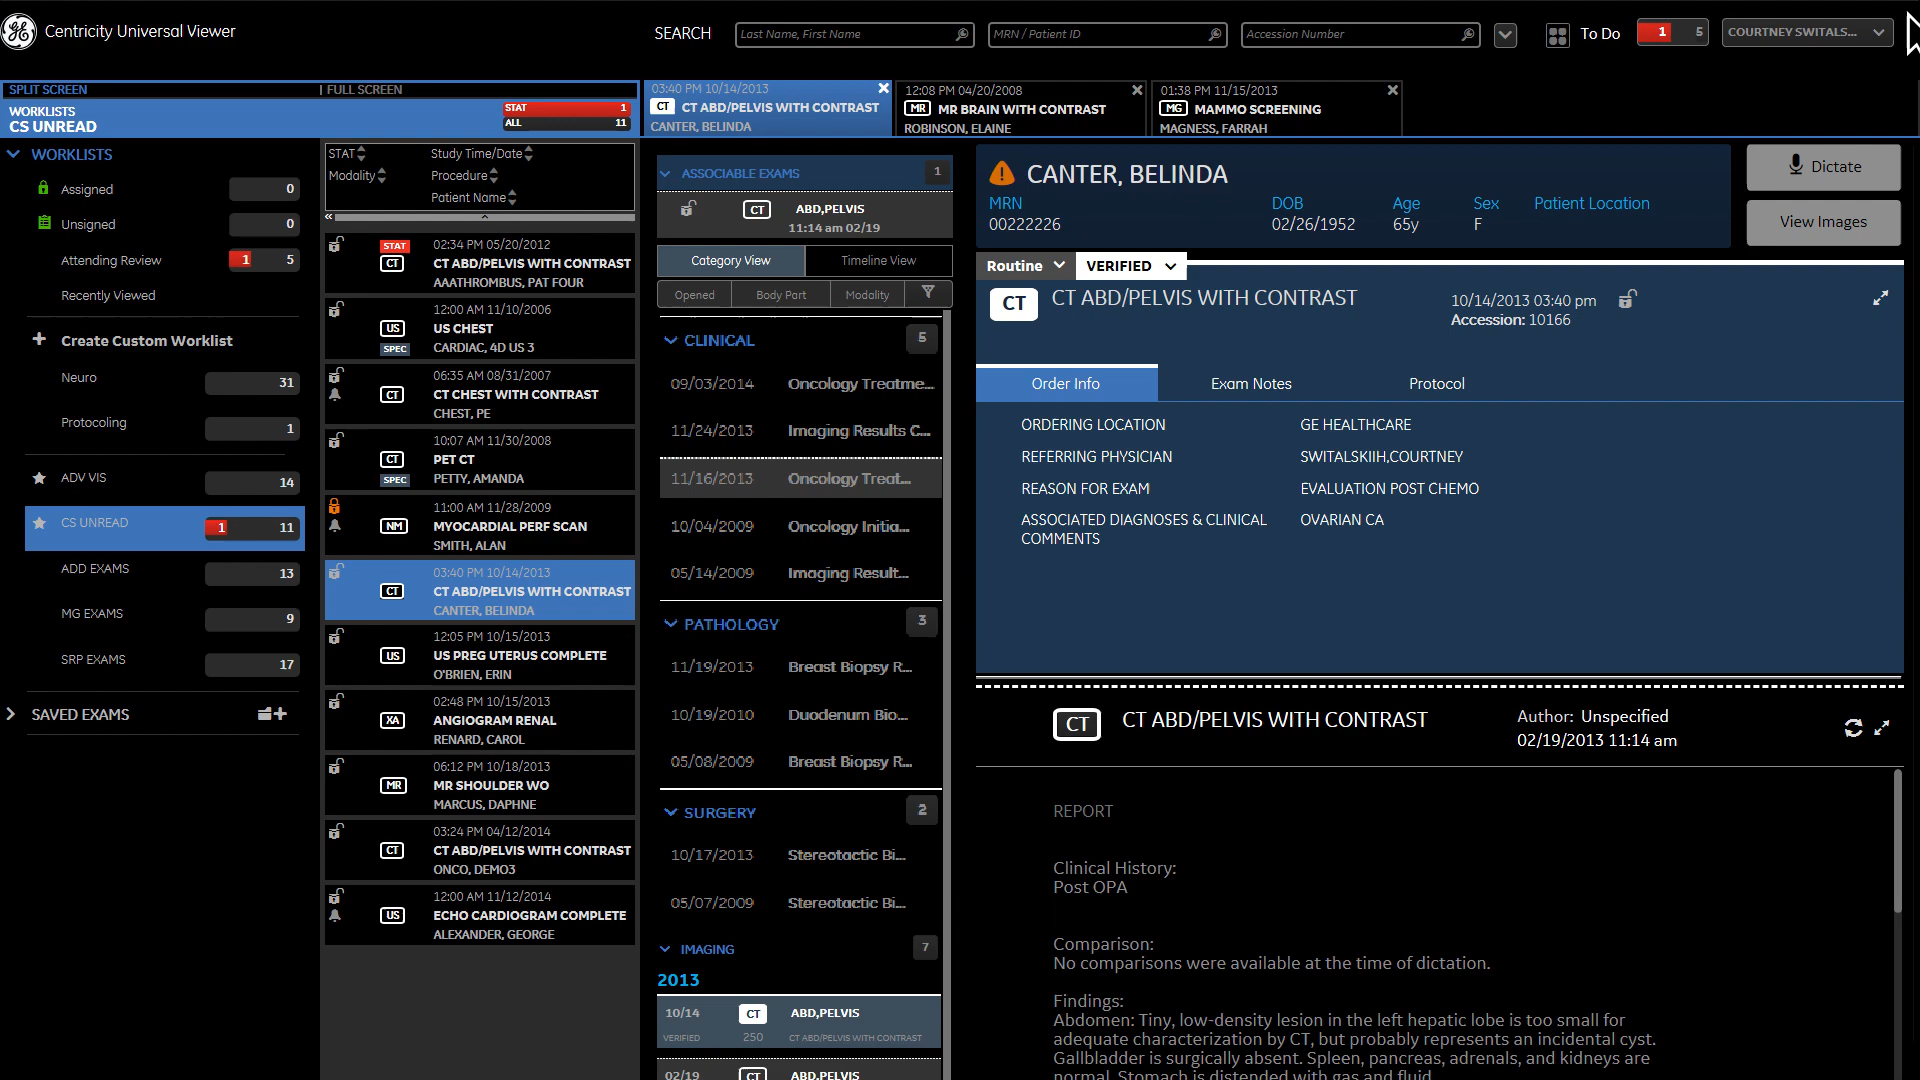 Centricity Universal Viewer
SEARCH
Last Name, First Name
MRN / Patient ID
Accession Number
To Do
1 5
COURTNEY SWITALS...
SPLIT SCREEN
FULL SCREEN
WORKLISTS
CS UNREAD
STAT 1
ALL 11
03:40 PM 10/14/2013
CT CT ABD/PELVIS WITH CONTRAST
CANTER, BELINDA
12:08 PM 04/20/2008
MR MR BRAIN WITH CONTRAST
ROBINSON, ELAINE
01:38 PM 11/15/2013
MG MAMMO SCREENING
MAGNESS, FARRAH
WORKLISTS
Assigned 0
Unsigned 0
Attending Review 1 5
Recently Viewed
Create Custom Worklist
Neuro 31
Protocoling 1
ADV VIS 14
CS UNREAD 1 11
ADD EXAMS 13
MG EXAMS 9
SRP EXAMS 17
SAVED EXAMS
STAT Study Time/Date
Modality Procedure
Patient Name
02:34 PM 05/20/2012
STAT
CT CT ABD/PELVIS WITH CONTRAST
AAATHROMBUS, PAT FOUR
12:00 AM 11/10/2006
US US CHEST
SPEC CARDIAC, 4D US 3
06:35 AM 08/31/2007
CT CT CHEST WITH CONTRAST
CHEST, PE
10:07 AM 11/30/2008
CT PET CT
SPEC PETTY, AMANDA
11:00 AM 11/28/2009
NM MYOCARDIAL PERF SCAN
SMITH, ALAN
03:40 PM 10/14/2013
CT CT ABD/PELVIS WITH CONTRAST
CANTER, BELINDA
12:05 PM 10/15/2013
US US PREG UTERUS COMPLETE
O'BRIEN, ERIN
02:48 PM 10/15/2013
XA ANGIOGRAM RENAL
RENARD, CAROL
06:12 PM 10/18/2013
MR MR SHOULDER WO
MARCUS, DAPHNE
03:24 PM 04/12/2014
CT CT ABD/PELVIS WITH CONTRAST
ONCO, DEMO3
12:00 AM 11/12/2014
US ECHO CARDIOGRAM COMPLETE
ALEXANDER, GEORGE
ASSOCIABLE EXAMS 1
CT ABD,PELVIS
11:14 am 02/19
Category View Timeline View
Opened Body Part Modality
CLINICAL 5
09/03/2014 Oncology Treatme...
11/24/2013 Imaging Results C...
11/16/2013 Oncology Treat...
10/04/2009 Oncology Initia...
05/14/2009 Imaging Result...
PATHOLOGY 3
11/19/2013 Breast Biopsy R...
10/19/2010 Duodenum Bio...
05/08/2009 Breast Biopsy R...
SURGERY 2
10/17/2013 Stereotactic Bi...
05/07/2009 Stereotactic Bi...
IMAGING 7
2013
10/14 CT ABD,PELVIS
VERIFIED 250 CT ABD/PELVIS WITH CONTRAST
02/19 CT ABD,PELVIS
CANTER, BELINDA
MRN DOB Age Sex Patient Location
00222226 02/26/1952 65y F
Dictate
View Images
Routine VERIFIED
CT CT ABD/PELVIS WITH CONTRAST
10/14/2013 03:40 pm
Accession: 10166
Order Info Exam Notes Protocol
ORDERING LOCATION GE HEALTHCARE
REFERRING PHYSICIAN SWITALSKIIH,COURTNEY
REASON FOR EXAM EVALUATION POST CHEMO
ASSOCIATED DIAGNOSES & CLINICAL OVARIAN CA
COMMENTS
CT CT ABD/PELVIS WITH CONTRAST
Author: Unspecified
02/19/2013 11:14 am
REPORT
Clinical History:
Post OPA
Comparison:
No comparisons were available at the time of dictation.
Findings:
Abdomen: Tiny, low-density lesion in the left hepatic lobe is too small for
adequate characterization by CT, but probably represents an incidental cyst.
Gallbladder is surgically absent. Spleen, pancreas, adrenals, and kidneys are
normal. Stomach is distended with gas and fluid.